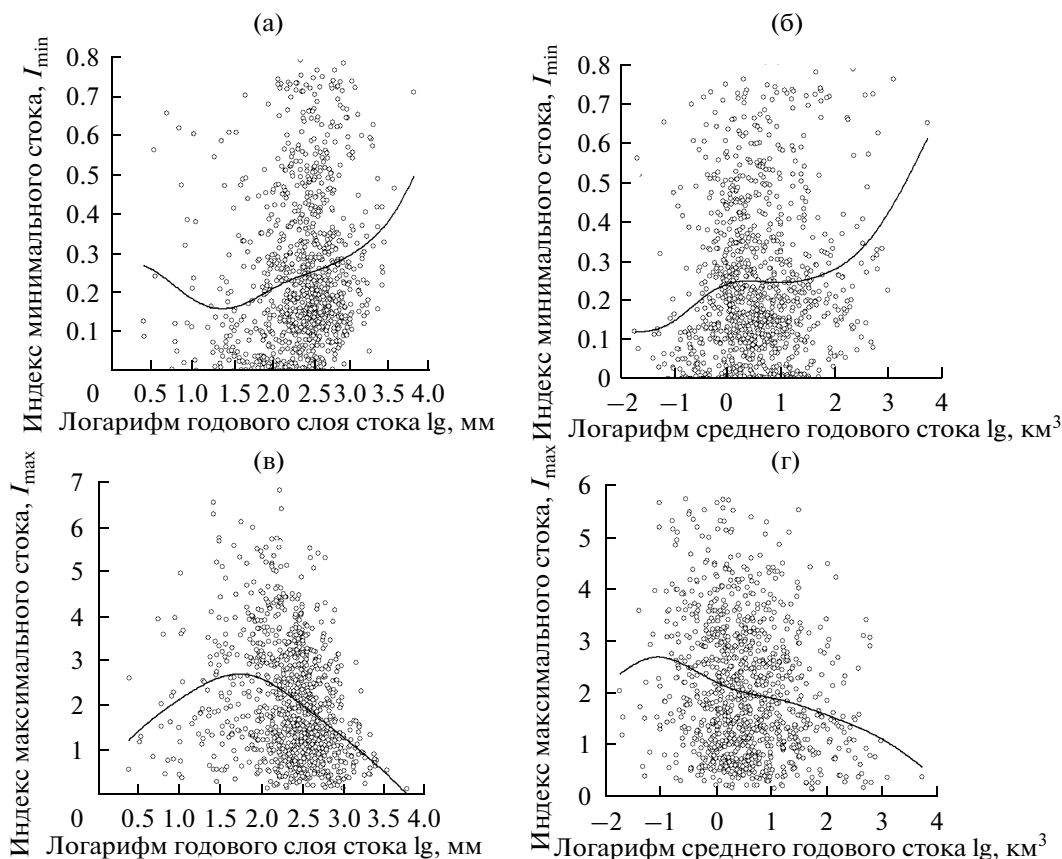 (а)
Индекс минимального стока, I_min
0.8
0.7
0.6
0.5
0.4
0.3
0.2
0.1
0 0.5 1.0 1.5 2.0 2.5 3.0 3.5 4.0
Логарифм годового слоя стока lg, мм
(б)
Индекс минимального стока, I_min
0.8
0.7
0.6
0.5
0.4
0.3
0.2
0.1
0
−2 −1 0 1 2 3 4
Логарифм среднего годового стока lg, км³
(в)
Индекс максимального стока, I_max
7
6
5
4
3
2
1
0 0.5 1.0 1.5 2.0 2.5 3.0 3.5 4.0
Логарифм годового слоя стока lg, мм
(г)
Индекс максимального стока, I_max
6
5
4
3
2
1
0
−2 −1 0 1 2 3 4
Логарифм среднего годового стока lg, км³